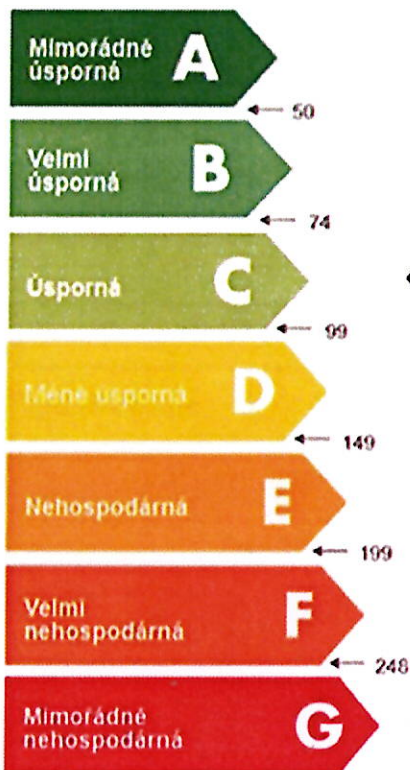 Mimořádně
úsporná
A
50
Velmi
úsporná
B
74
Úsporná
C
99
Méně úsporná
D
149
Nehospodárná
E
199
Velmi
nehospodárná
F
248
Mimořádně
nehospodárná
G